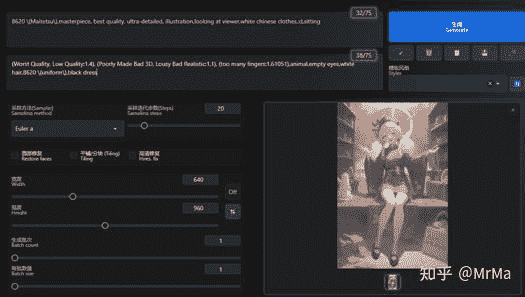 32/75
8620 \(Maitetsu\),masterpiece, best quality, ultra-detailed, illustration,looking at viewer,white chinese clothes,cl,sitting
38/75
(Worst Quality, Low Quality:1.4), (Poorly Made Bad 3D, Lousy Bad Realistic:1.1), (too many fingers:1.61051),animal,empty eyes,white
hair,8620 \(uniform\),black dress
生成
Generate
模板风格
Styles
采样方法(Sampler)
Sampling method
采样迭代步数(Steps)
Sampling steps
20
Euler a
面部修复
Restore faces
平铺/分块 (Tiling)
Tiling
高清修复
Hires. fix
宽度
Width
640
高度
Height
960
Off
生成批次
Batch count
1
每批数量
Batch size
1
知乎 @MrMa